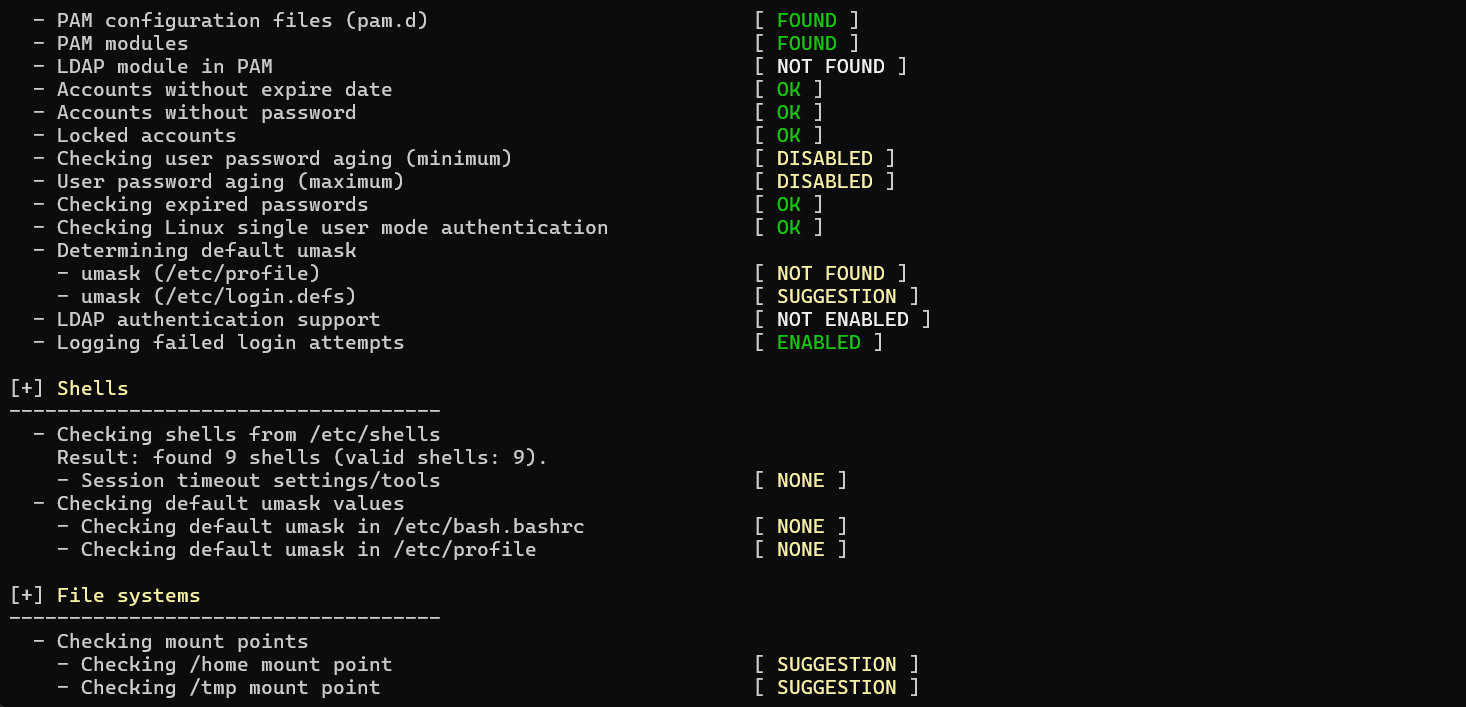 - PAM configuration files (pam.d) [ FOUND ]
- PAM modules [ FOUND ]
- LDAP module in PAM [ NOT FOUND ]
- Accounts without expire date [ OK ]
- Accounts without password [ OK ]
- Locked accounts [ OK ]
- Checking user password aging (minimum) [ DISABLED ]
- User password aging (maximum) [ DISABLED ]
- Checking expired passwords [ OK ]
- Checking Linux single user mode authentication [ OK ]
- Determining default umask
- umask (/etc/profile) [ NOT FOUND ]
- umask (/etc/login.defs) [ SUGGESTION ]
- LDAP authentication support [ NOT ENABLED ]
- Logging failed login attempts [ ENABLED ]
[+] Shells
------------------------------------
- Checking shells from /etc/shells
Result: found 9 shells (valid shells: 9).
- Session timeout settings/tools [ NONE ]
- Checking default umask values
- Checking default umask in /etc/bash.bashrc [ NONE ]
- Checking default umask in /etc/profile [ NONE ]
[+] File systems
------------------------------------
- Checking mount points
- Checking /home mount point [ SUGGESTION ]
- Checking /tmp mount point [ SUGGESTION ]